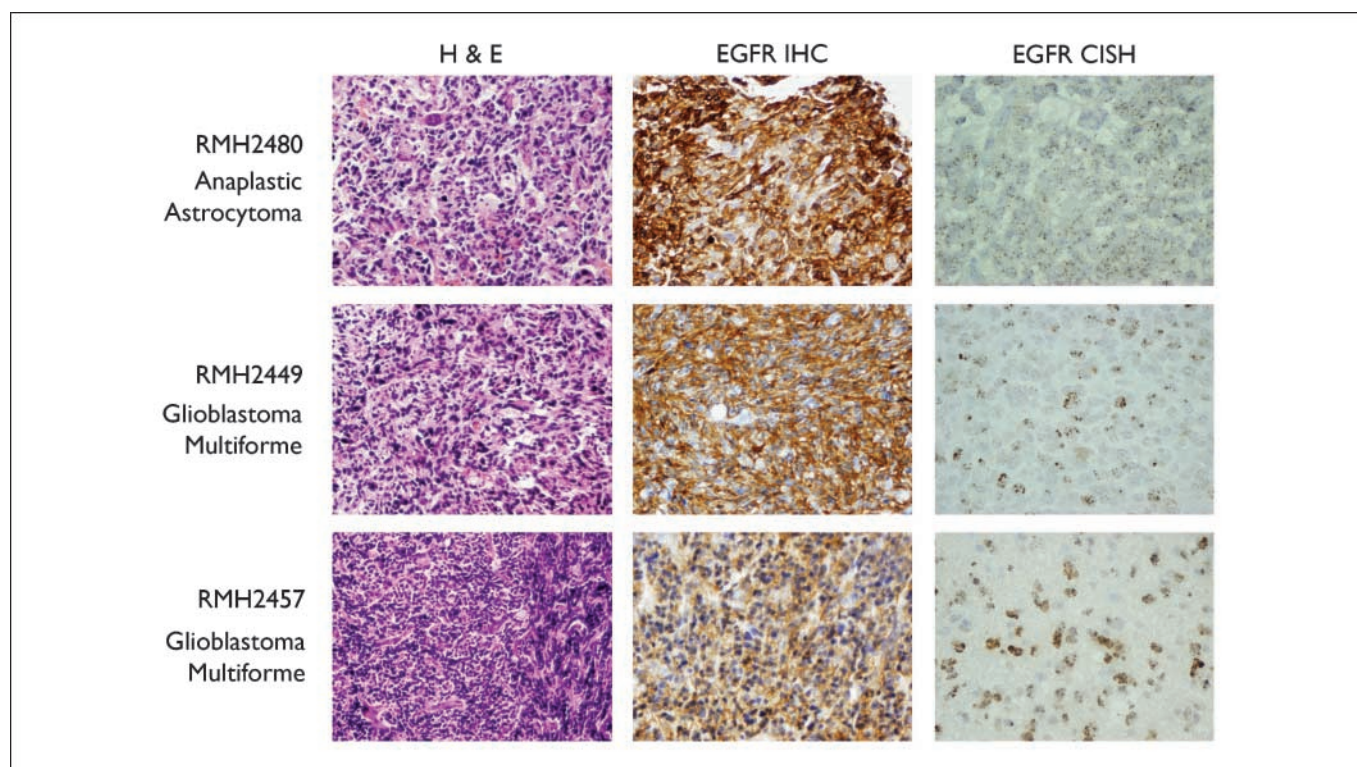 H & E
EGFR IHC
EGFR CISH
RMH2480
Anaplastic
Astrocytoma
RMH2449
Glioblastoma
Multiforme
RMH2457
Glioblastoma
Multiforme